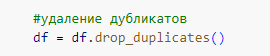 #удаление дубликатов
df = df.drop_duplicates()